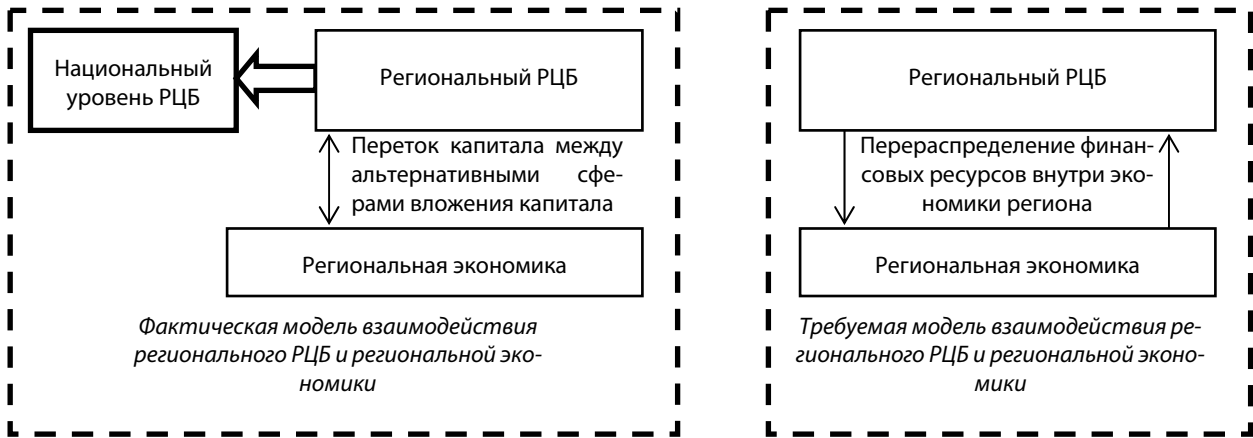 Национальный
уровень РЦБ
Региональный РЦБ
Переток капитала между
альтернативными сфе-
рами вложения капитала
Региональная экономика
Фактическая модель взаимодействия
регионального РЦБ и региональной эко-
номики
Региональный РЦБ
Перераспределение финан-
совых ресурсов внутри эко-
номики региона
Региональная экономика
Требуемая модель взаимодействия ре-
гионального РЦБ и региональной эконо-
мики